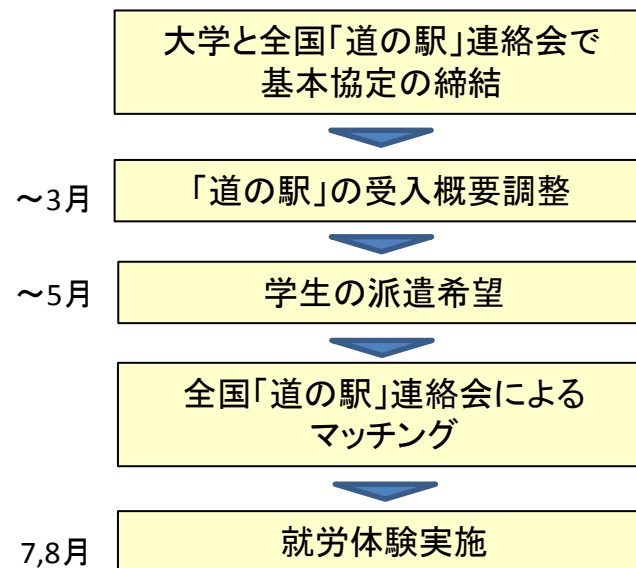 大学と全国「道の駅」連絡会で
基本協定の締結
～3月
「道の駅」の受入概要調整
～5月
学生の派遣希望
全国「道の駅」連絡会による
マッチング
7,8月
就労体験実施